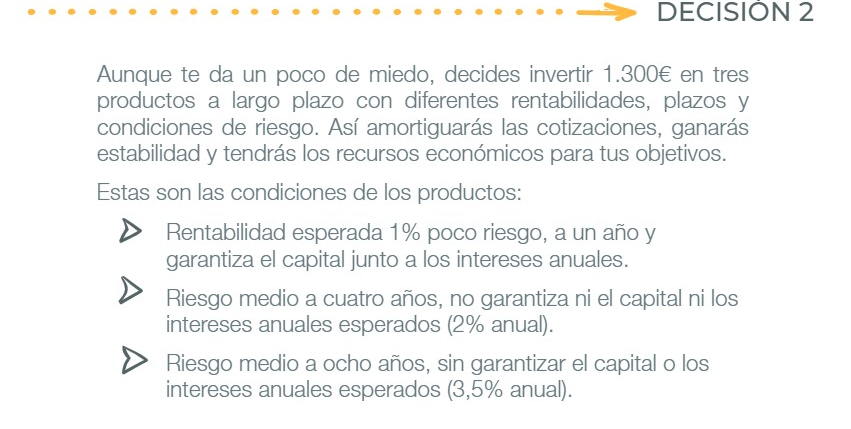 DECISIÓN 2
Aunque te da un poco de miedo, decides invertir 1.300€ en tres
productos a largo plazo con diferentes rentabilidades, plazos y
condiciones de riesgo. Así amortiguarás las cotizaciones, ganarás
estabilidad y tendrás los recursos económicos para tus objetivos.
Estas son las condiciones de los productos:
Rentabilidad esperada 1% poco riesgo, a un año y
garantiza el capital junto a los intereses anuales.
Riesgo medio a cuatro años, no garantiza ni el capital ni los
intereses anuales esperados (2% anual).
Riesgo medio a ocho años, sin garantizar el capital o los
intereses anuales esperados (3,5% anual).